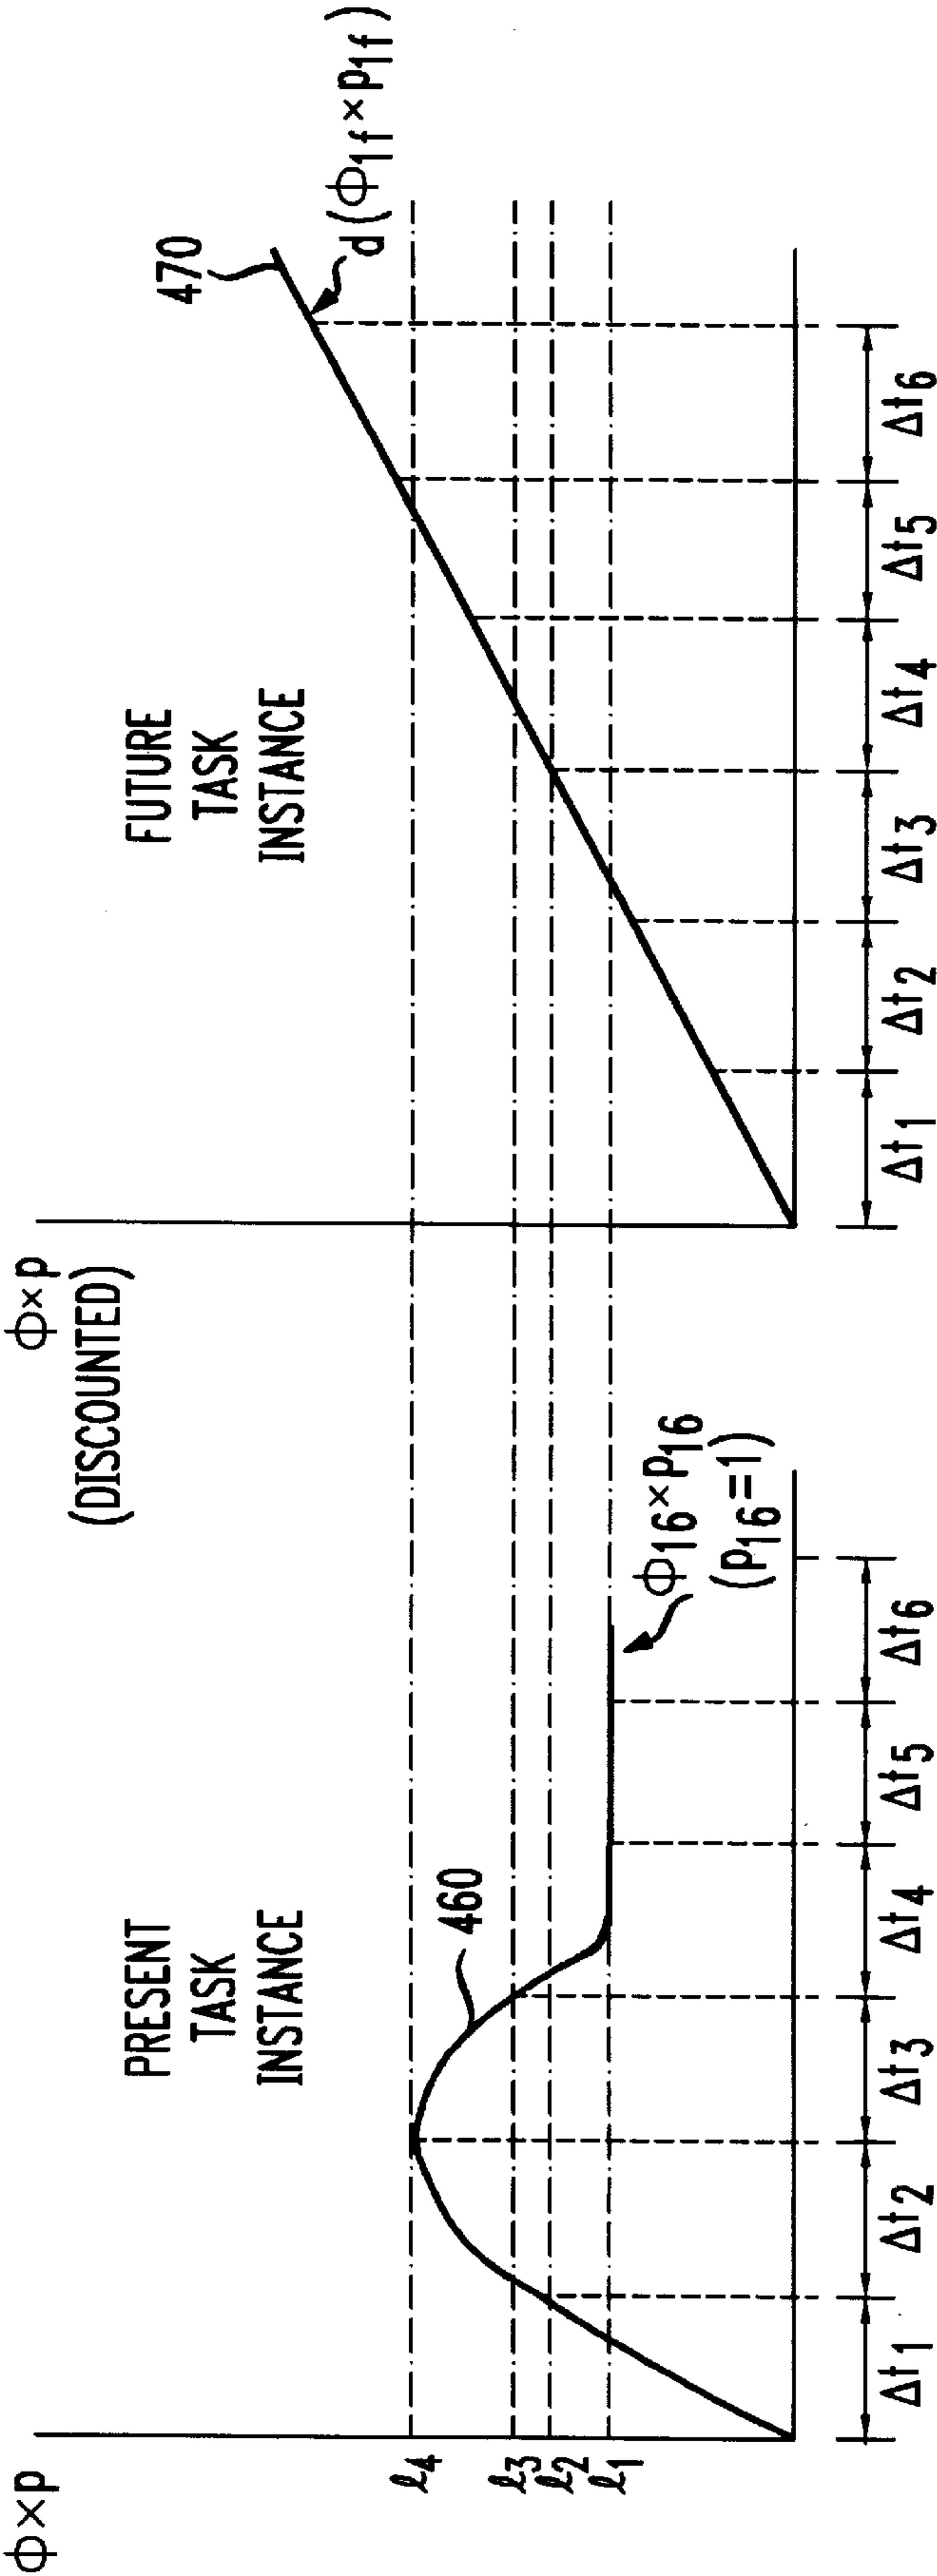 Φ×p
PRESENT
TASK
INSTANCE
460
ℓ4
ℓ3
ℓ2
ℓ1
Φ16×P16
(P16=1)
Δt1
Δt2
Δt3
Δt4
Δt5
Δt6
Φ×p
(DISCOUNTED)
FUTURE
TASK
INSTANCE
470
d(Φ1f×P1f)
Δt1
Δt2
Δt3
Δt4
Δt5
Δt6